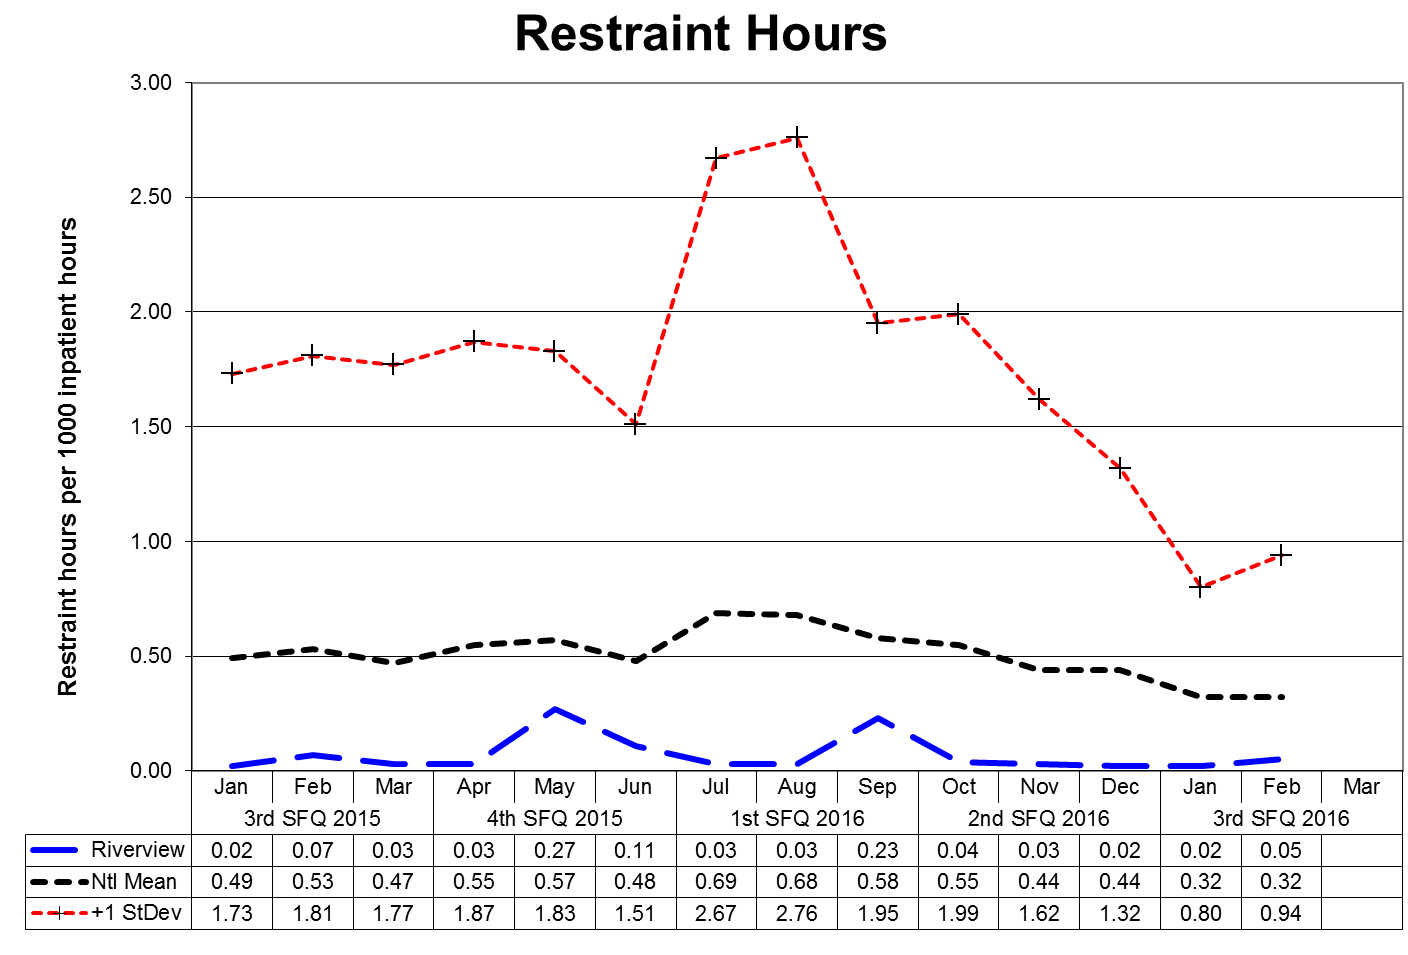 Restraint Hours
Restraint hours per 1000 inpatient hours
3.00
2.50
2.00
1.50
1.00
0.50
0.00
Jan Feb Mar Apr May Jun Jul Aug Sep Oct Nov Dec Jan Feb Mar
3rd SFQ 2015 4th SFQ 2015 1st SFQ 2016 2nd SFQ 2016 3rd SFQ 2016
Riverview 0.02 0.07 0.03 0.03 0.27 0.11 0.03 0.03 0.23 0.04 0.03 0.02 0.02 0.05
Ntl Mean 0.49 0.53 0.47 0.55 0.57 0.48 0.69 0.68 0.58 0.55 0.44 0.44 0.32 0.32
+1 StDev 1.73 1.81 1.77 1.87 1.83 1.51 2.67 2.76 1.95 1.99 1.62 1.32 0.80 0.94